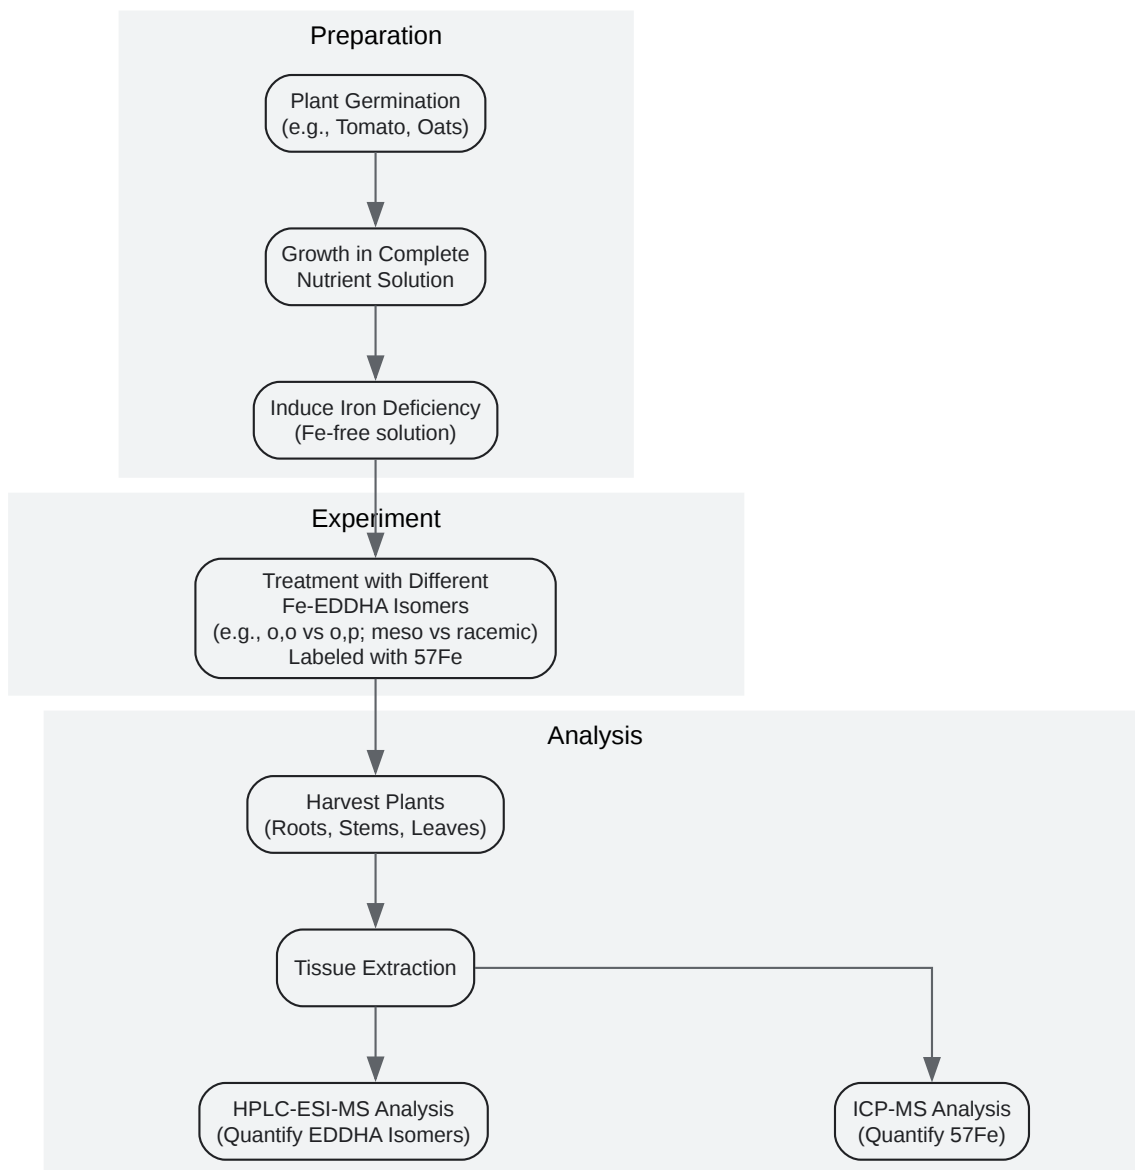 Preparation
Plant Germination
(e.g., Tomato, Oats)
Growth in Complete
Nutrient Solution
Induce Iron Deficiency
(Fe-free solution)
Experiment
Treatment with Different
Fe-EDDHA Isomers
(e.g., o,o vs o,p; meso vs racemic)
Labeled with 57Fe
Analysis
Harvest Plants
(Roots, Stems, Leaves)
Tissue Extraction
HPLC-ESI-MS Analysis
(Quantify EDDHA Isomers)
ICP-MS Analysis
(Quantify 57Fe)